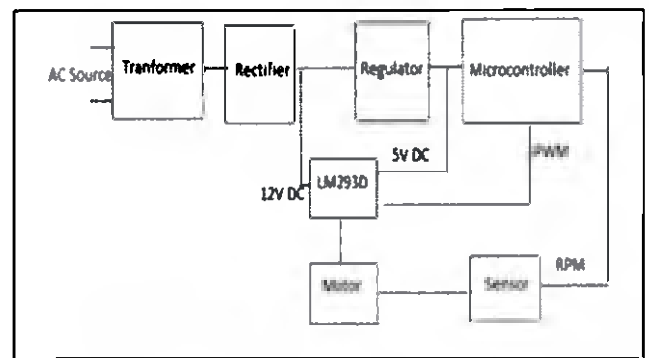 AC Source
Tranformer
Rectifier
Regulator
Microcontroller
5V DC
PWM
12V DC
LM293D
Motor
Sensor
RPM